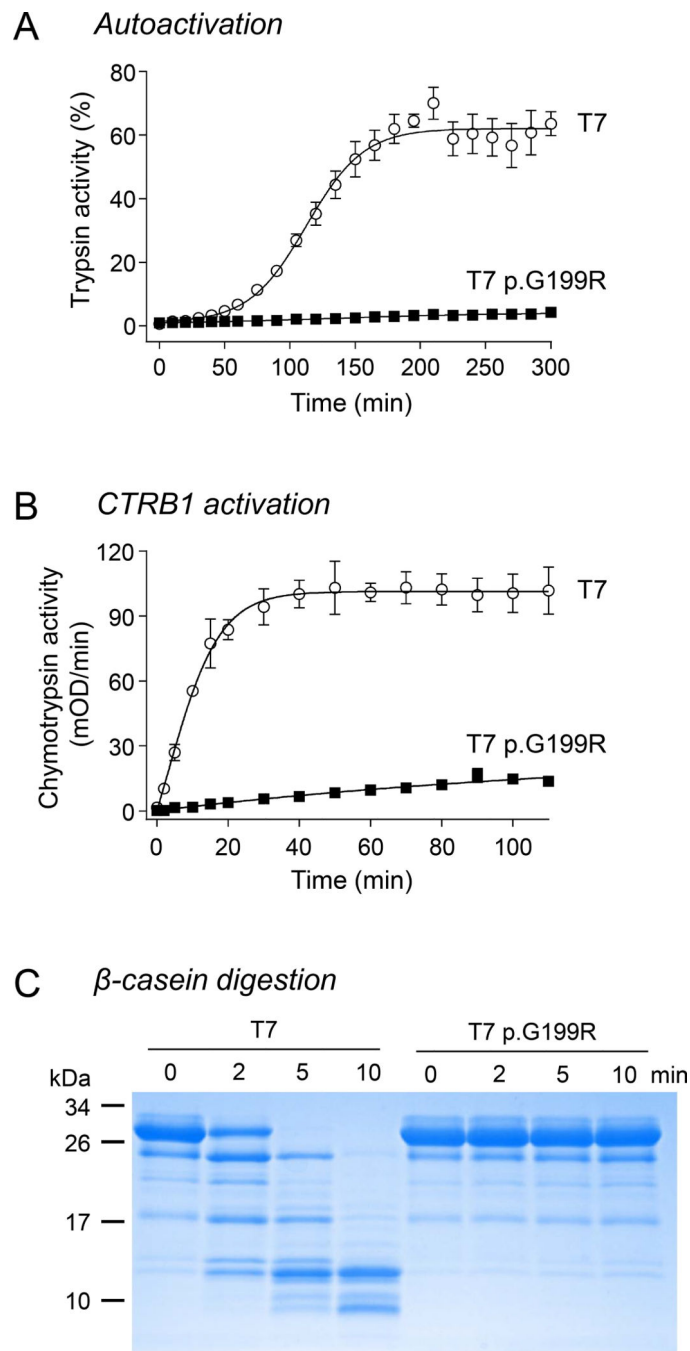 A Autoactivation
80
60
40
20
0
Trypsin activity (%)
T7
T7 p.G199R
0 50 100 150 200 250 300
Time (min)
B CTRB1 activation
120
90
60
30
0
Chymotrypsin activity
(mOD/min)
T7
T7 p.G199R
0 20 40 60 80 100
Time (min)
C β-casein digestion
T7 T7 p.G199R
kDa 0 2 5 10 0 2 5 10 min
34
26
17
10